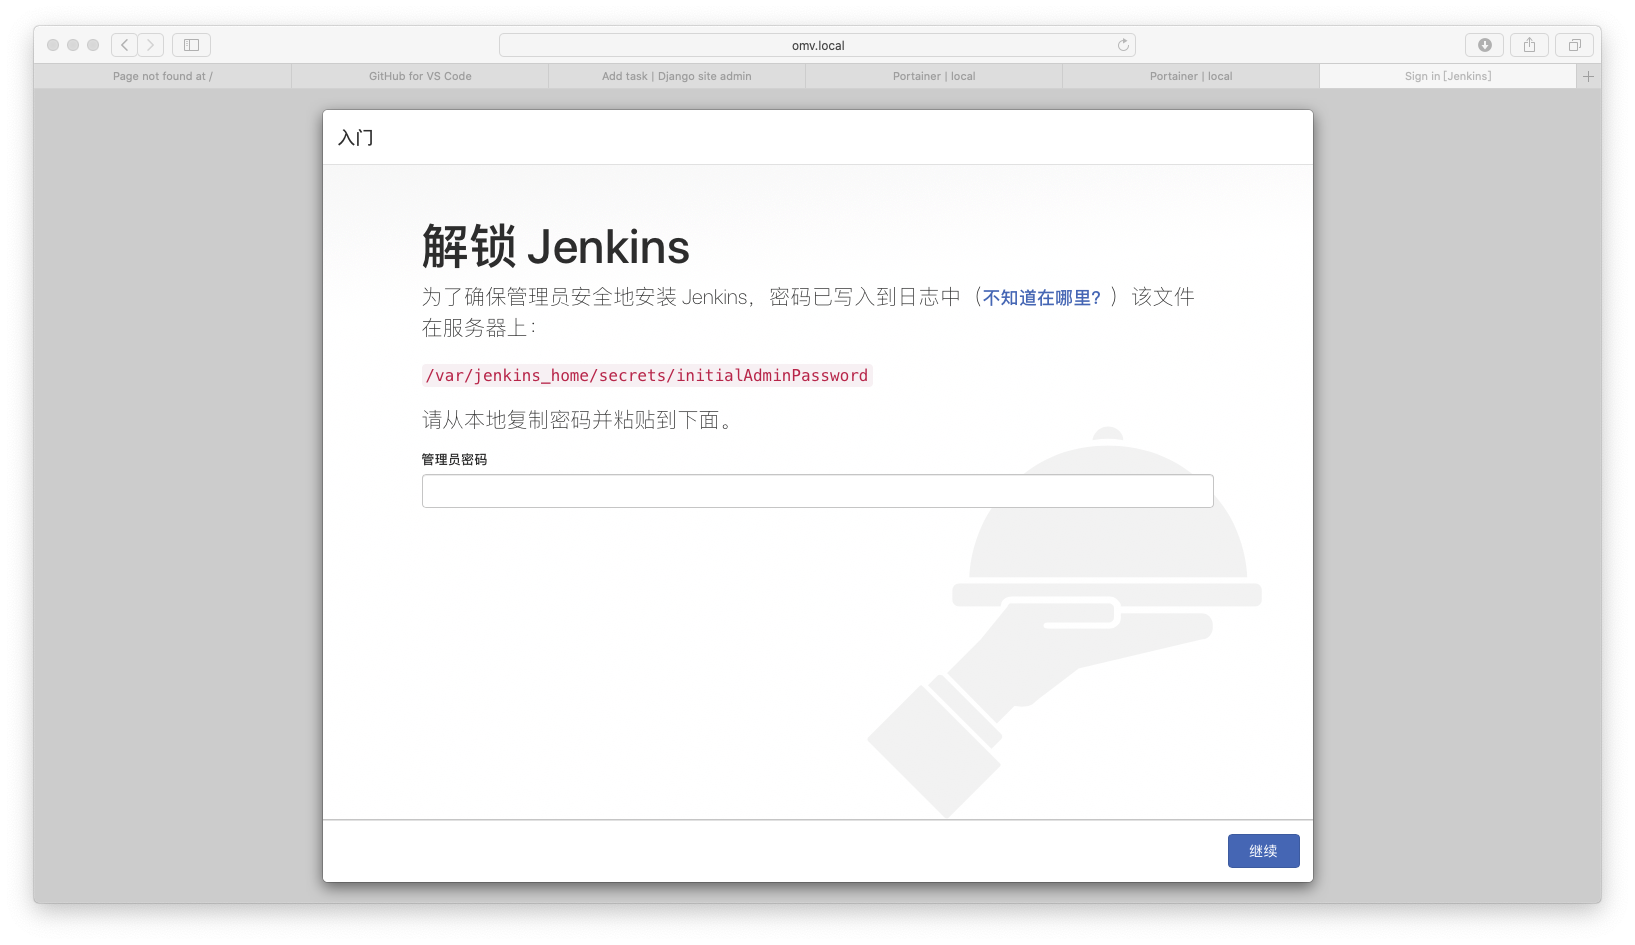 omv.local
Page not found at /
GitHub for VS Code
Add task | Django site admin
Portainer | local
Portainer | local
Sign in [Jenkins]
入门
解锁 Jenkins
为了确保管理员安全地安装 Jenkins，密码已写入到日志中（不知道在哪里？）该文件
在服务器上：
/var/jenkins_home/secrets/initialAdminPassword
请从本地复制密码并粘贴到下面。
管理员密码
继续